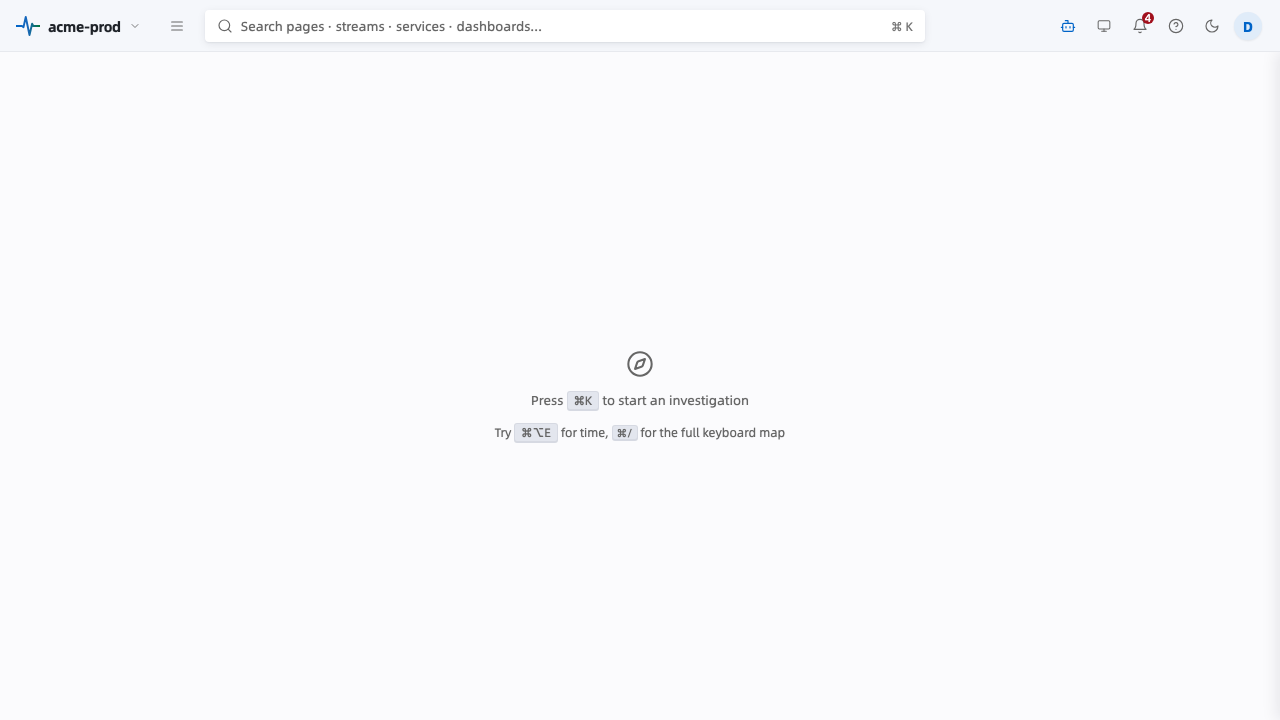 acme-prod
Search pages · streams · services · dashboards... ⌘ K
4
D
Press ⌘K to start an investigation
Try ⌘⌥E for time, ⌘/ for the full keyboard map